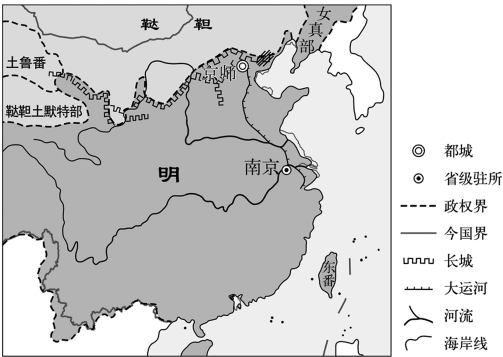 鞑靼
女真部
土鲁番
京师
鞑靼土默特部
南京
明
东番
都城
省级驻所
政权界
今国界
长城
大运河
河流
海岸线